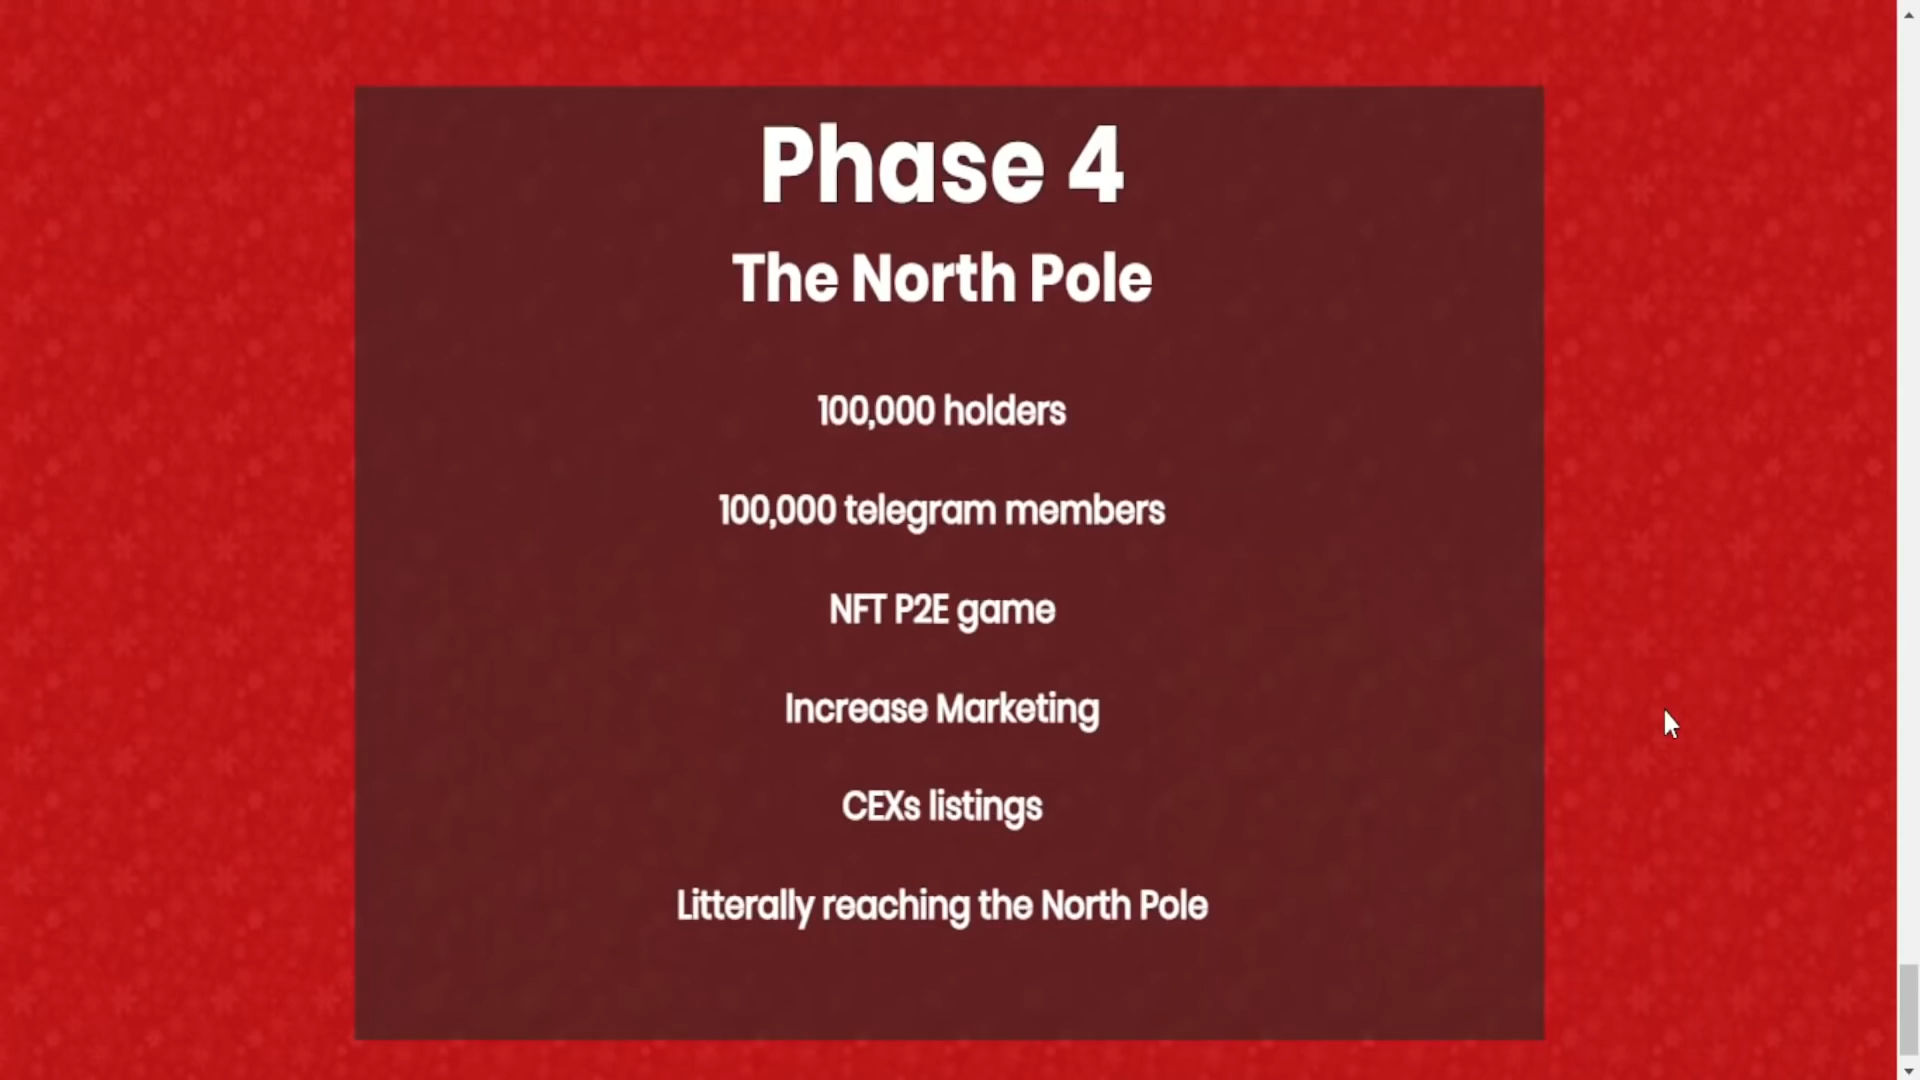 Phase 4
The North Pole
100,000 holders
100,000 telegram members
NFT P2E game
Increase Marketing
CEXs listings
Litterally reaching the North Pole